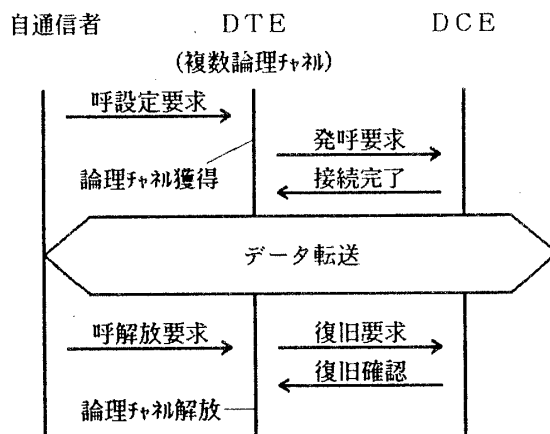 自通信者 DTE DCE
(複数論理ﾁｬﾈﾙ)
呼設定要求
発呼要求
論理ﾁｬﾈﾙ獲得
接続完了
データ転送
呼解放要求
復旧要求
復旧確認
論理ﾁｬﾈﾙ解放